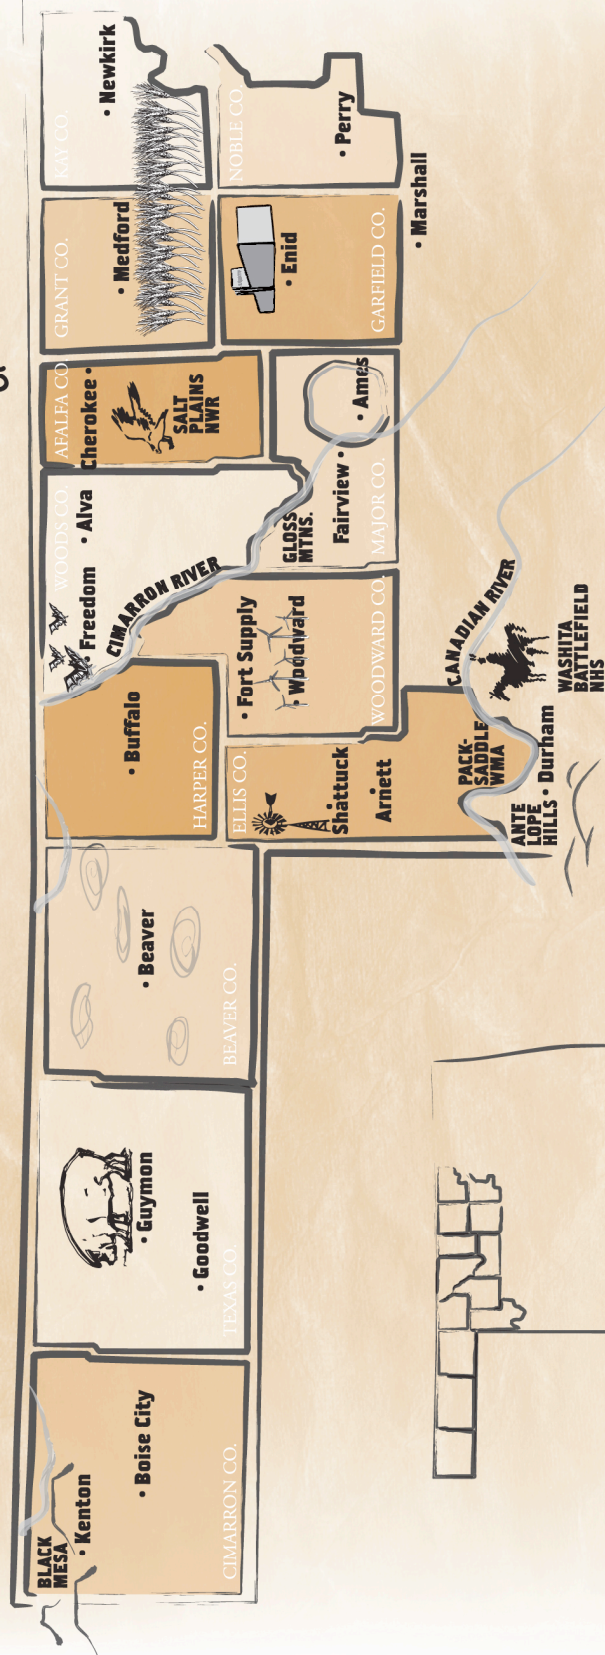 BLACK
MESA
Kenton
Boise City
CIMARRON CO.
Guymon
Goodwell
TEXAS CO.
Beaver
BEAVER CO.
Buffalo
HARPER CO.
ELLIS CO.
Shattuck
Arnett
PACK-
SADDLE
WMA
ANTE
LOPE
HILLS
Durham
CANADIAN RIVER
WASHITA
BATTLEFIELD
NHS
Freedom
CIMARRON RIVER
WOODS CO.
Alva
Fort Supply
Woodward
WOODWARD CO.
GLOSS
MTNS.
Fairview
Ames
MAJOR CO.
AFALFA CO
Cherokee
SALT
PLAINS
NWR
GRANT CO.
Medford
Enid
GARFIELD CO.
Marshall
KAY CO.
Newkirk
NOBLE CO.
Perry